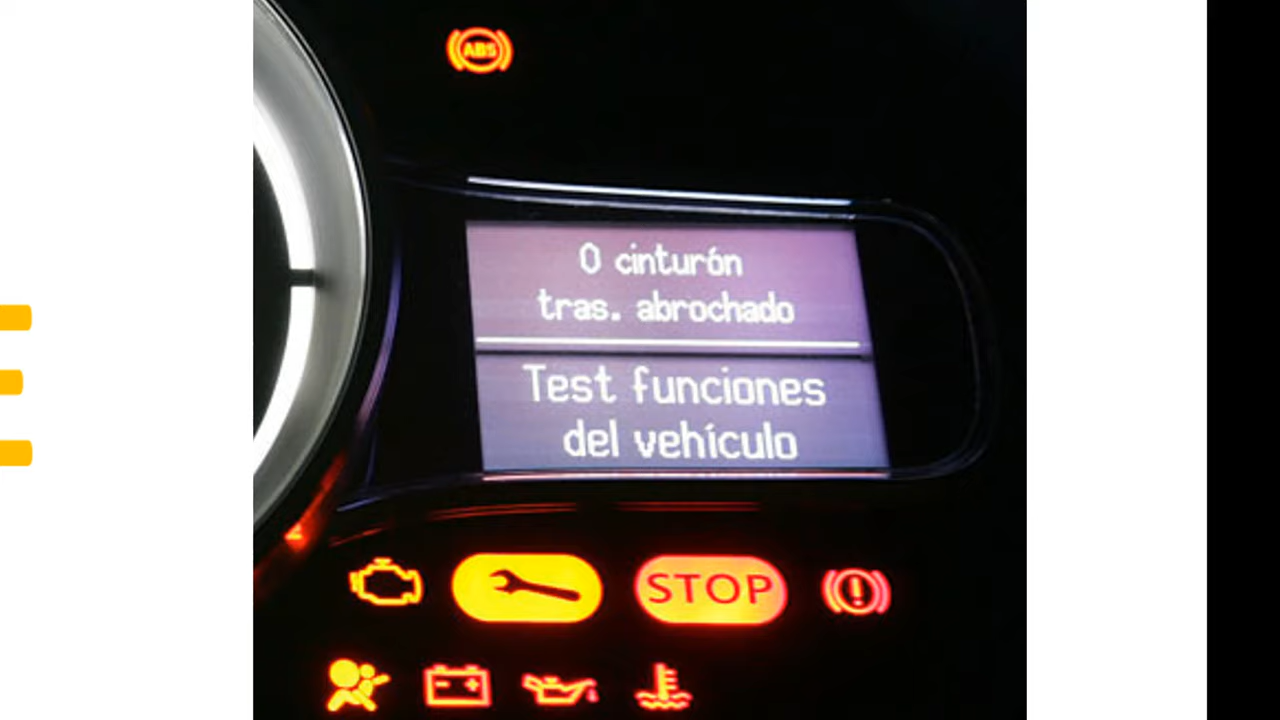 ABS
0 cinturón
tras. abrochado
Test funciones
del vehículo
STOP